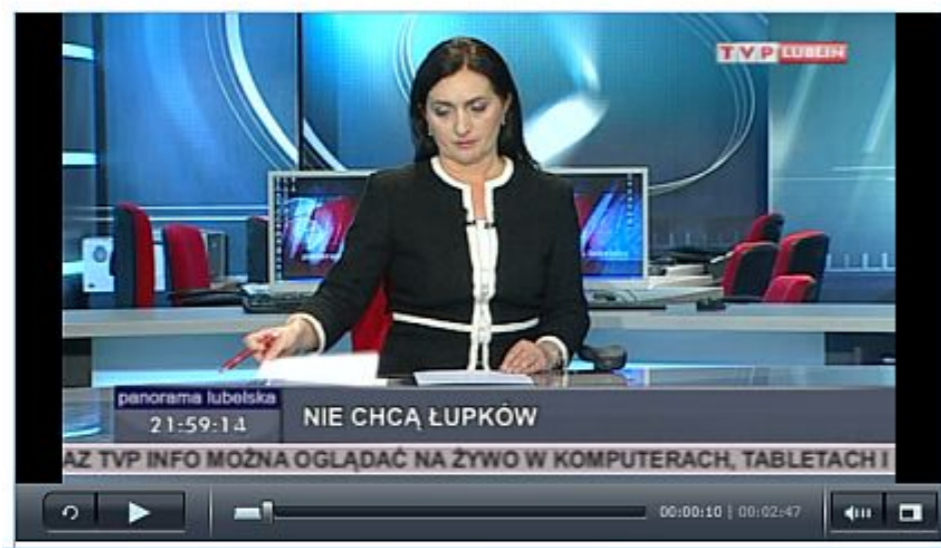 TVP LUBLIN
panorama lubelska
21:59:14
NIE CHCĄ ŁUPKÓW
AZ TVP INFO MOŻNA OGLĄDAĆ NA ŻYWO W KOMPUTERACH, TABLETACH I
00:00:10 | 00:02:47